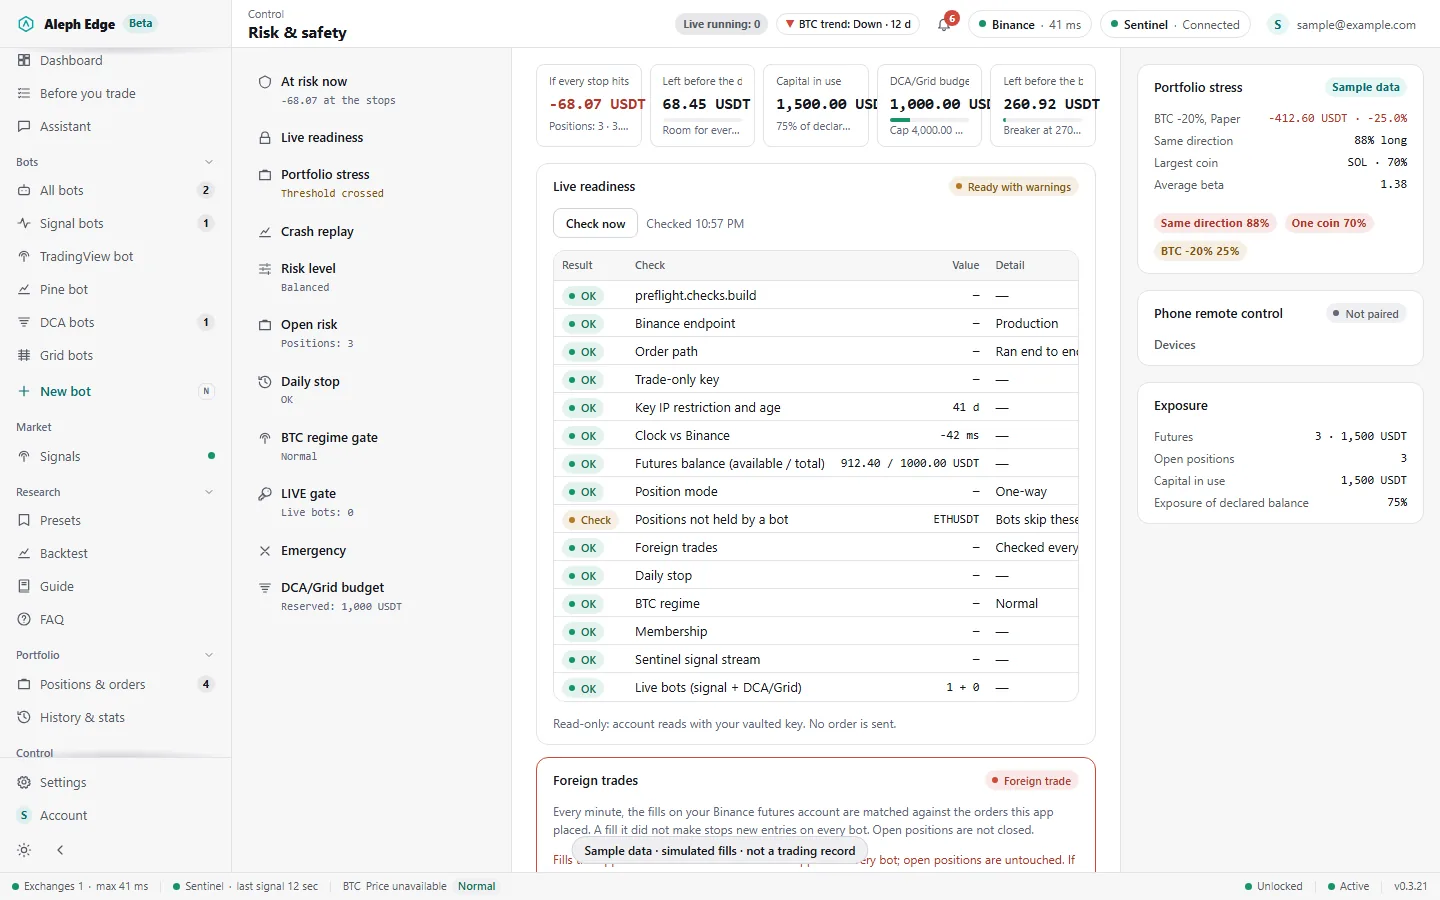 Aleph Edge Beta
Dashboard
Before you trade
Assistant
Bots
All bots 2
Signal bots 1
TradingView bot
Pine bot
DCA bots 1
Grid bots
New bot N
Market
Signals
Research
Presets
Backtest
Guide
FAQ
Portfolio
Positions & orders 4
History & stats
Control
Settings
S Account
Control
Risk & safety
Live running: 0
BTC trend: Down · 12 d
6
Binance · 41 ms
Sentinel · Connected
S sample@example.com
At risk now
-68.07 at the stops
Live readiness
Portfolio stress
Threshold crossed
Crash replay
Risk level
Balanced
Open risk
Positions: 3
Daily stop
OK
BTC regime gate
Normal
LIVE gate
Live bots: 0
Emergency
DCA/Grid budget
Reserved: 1,000 USDT
If every stop hits
-68.07 USDT
Positions: 3 · 3....
Left before the d
68.45 USDT
Room for ever...
Capital in use
1,500.00 USD
75% of declar...
DCA/Grid budge
1,000.00 USD
Cap 4,000.00 ...
Left before the b
260.92 USDT
Breaker at 270...
Live readiness Ready with warnings
Check now Checked 10:57 PM
Result Check Value Detail
OK preflight.checks.build – —
OK Binance endpoint – Production
OK Order path – Ran end to end
OK Trade-only key – —
OK Key IP restriction and age 41 d —
OK Clock vs Binance -42 ms —
OK Futures balance (available / total) 912.40 / 1000.00 USDT —
OK Position mode – One-way
Check Positions not held by a bot ETHUSDT Bots skip these
OK Foreign trades – Checked every
OK Daily stop – —
OK BTC regime – Normal
OK Membership – —
OK Sentinel signal stream – —
OK Live bots (signal + DCA/Grid) 1 + 0 —
Read-only: account reads with your vaulted key. No order is sent.
Foreign trades Foreign trade
Every minute, the fills on your Binance futures account are matched against the orders this app
placed. A fill it did not make stops new entries on every bot. Open positions are not closed.
Sample data · simulated fills · not a trading record
Fills very bot; open positions are untouched. If
Portfolio stress Sample data
BTC -20%, Paper -412.60 USDT · -25.0%
Same direction 88% long
Largest coin SOL · 70%
Average beta 1.38
Same direction 88% One coin 70%
BTC -20% 25%
Phone remote control Not paired
Devices
Exposure
Futures 3 · 1,500 USDT
Open positions 3
Capital in use 1,500 USDT
Exposure of declared balance 75%
Exchanges 1 · max 41 ms
Sentinel · last signal 12 sec
BTC Price unavailable Normal
Unlocked
Active
v0.3.21